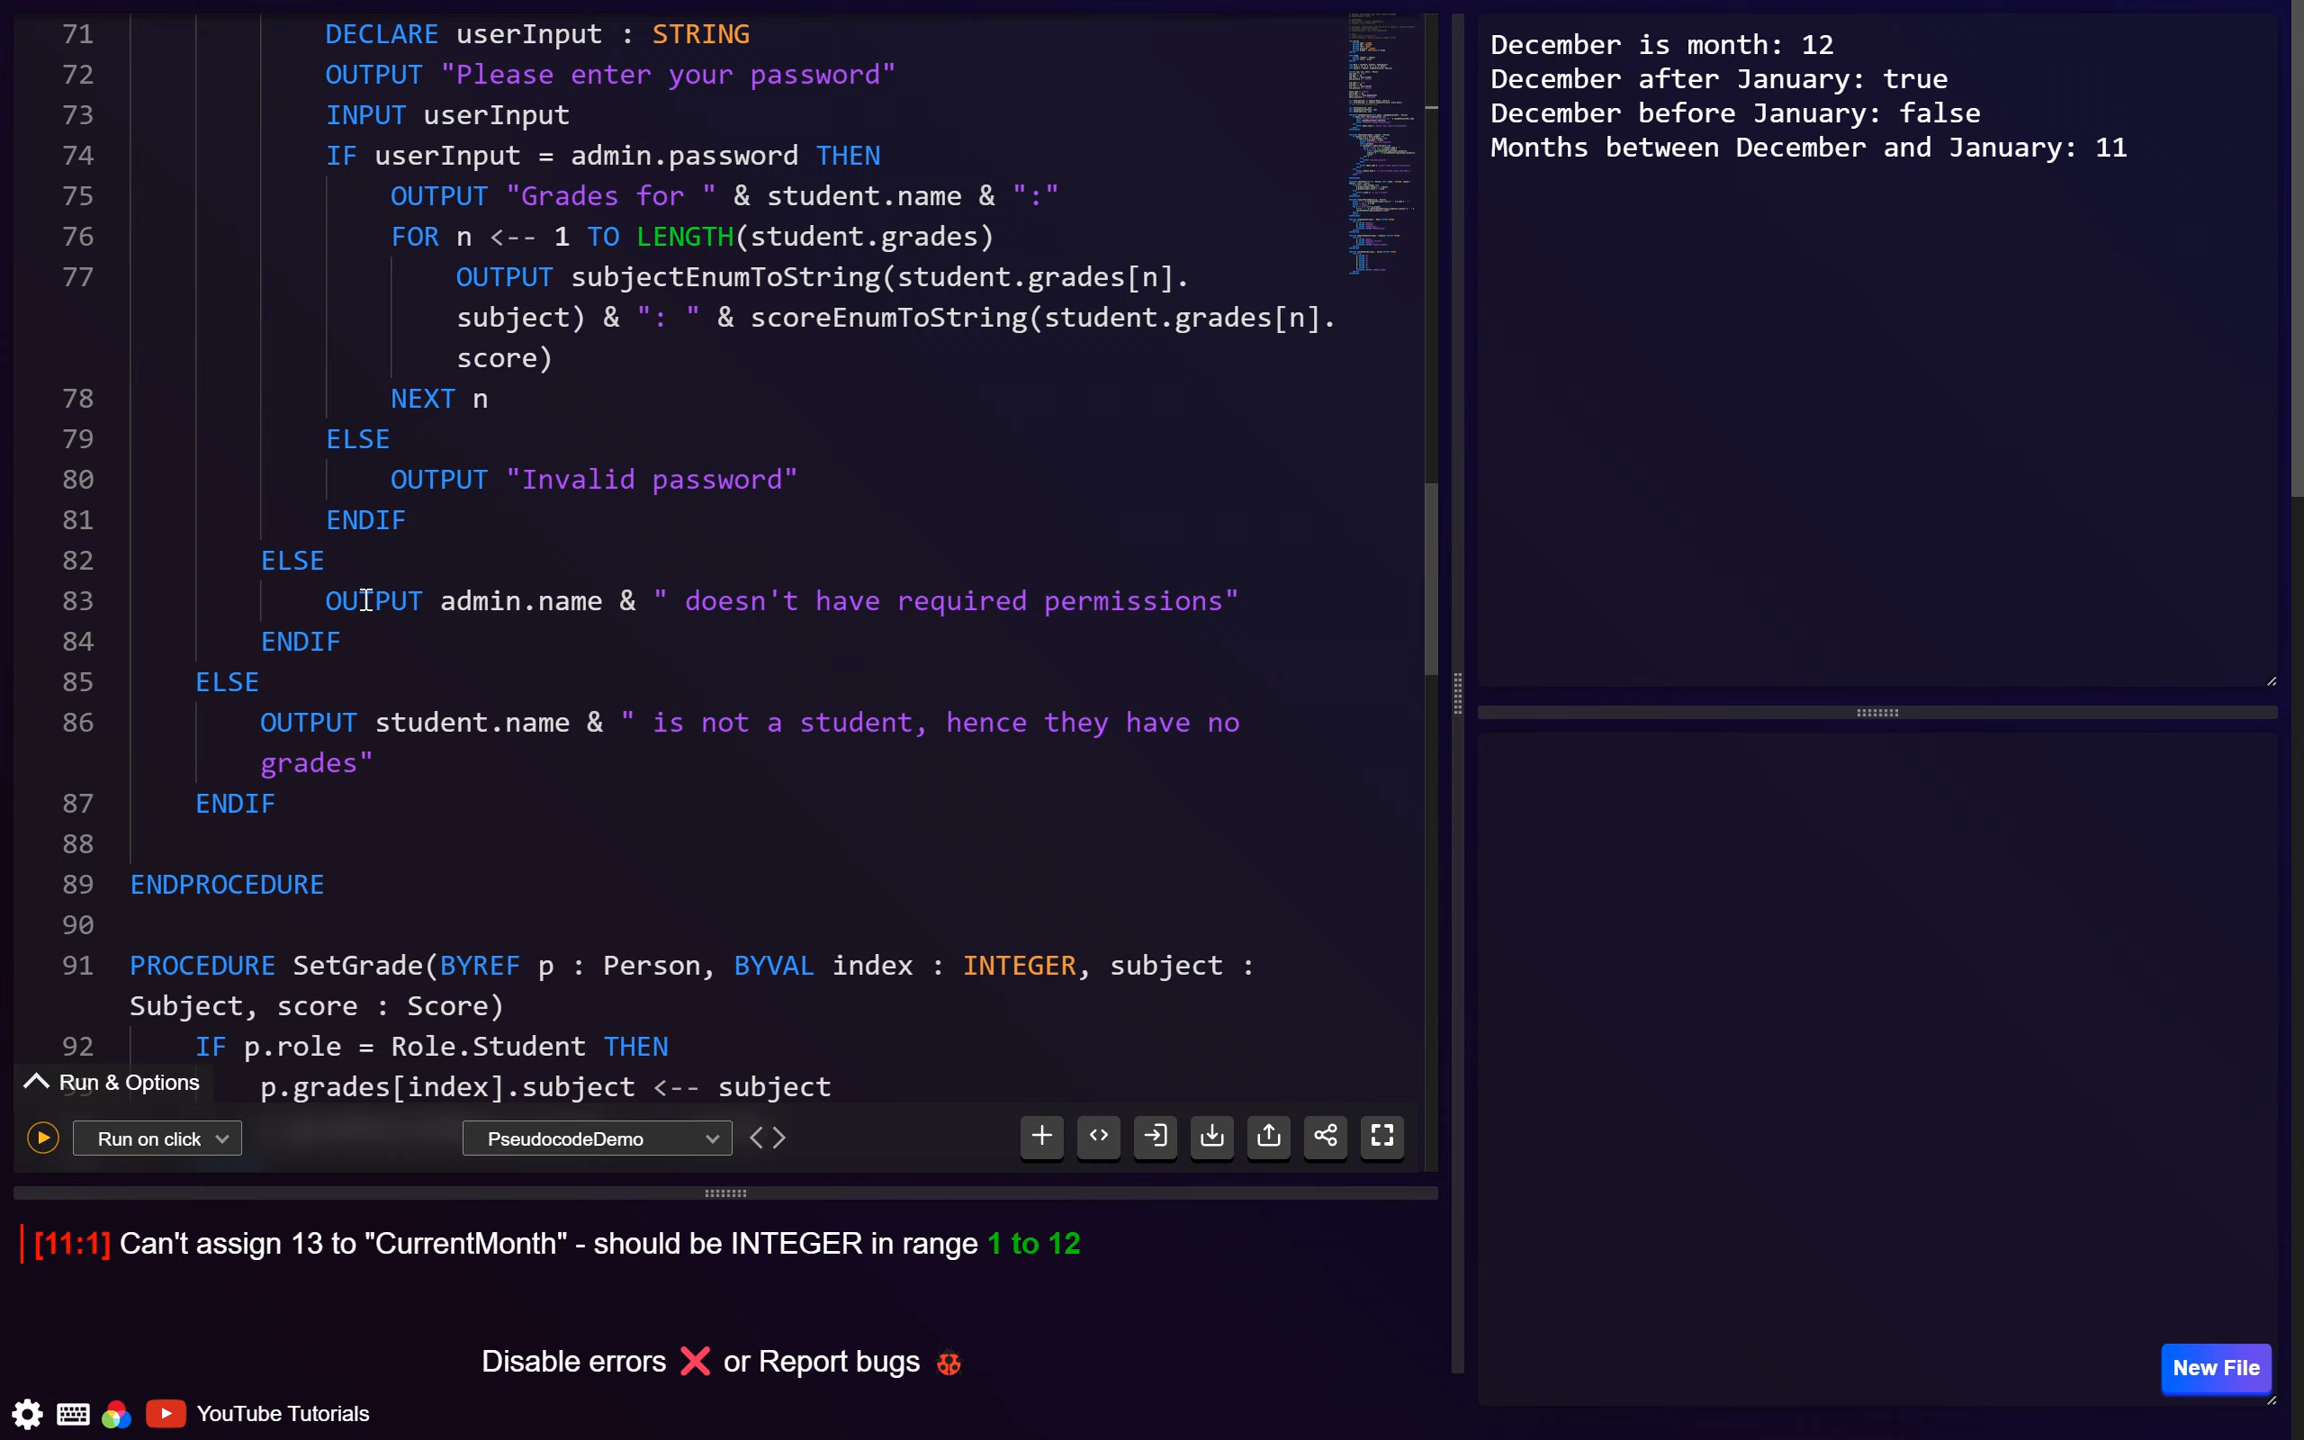 71 DECLARE userInput : STRING
72 OUTPUT "Please enter your password"
73 INPUT userInput
74 IF userInput = admin.password THEN
75 OUTPUT "Grades for " & student.name & ":"
76 FOR n <-- 1 TO LENGTH(student.grades)
77 OUTPUT subjectEnumToString(student.grades[n].
subject) & ": " & scoreEnumToString(student.grades[n].
score)
78 NEXT n
79 ELSE
80 OUTPUT "Invalid password"
81 ENDIF
82 ELSE
83 OUTPUT admin.name & " doesn't have required permissions"
84 ENDIF
85 ELSE
86 OUTPUT student.name & " is not a student, hence they have no
grades"
87 ENDIF
88
89 ENDPROCEDURE
90
91 PROCEDURE SetGrade(BYREF p : Person, BYVAL index : INTEGER, subject :
Subject, score : Score)
92 IF p.role = Role.Student THEN
p.grades[index].subject <-- subject
Run & Options
Run on click
PseudocodeDemo
[11:1] Can't assign 13 to "CurrentMonth" - should be INTEGER in range 1 to 12
Disable errors ❌ or Report bugs 🐞
YouTube Tutorials
December is month: 12
December after January: true
December before January: false
Months between December and January: 11
New File